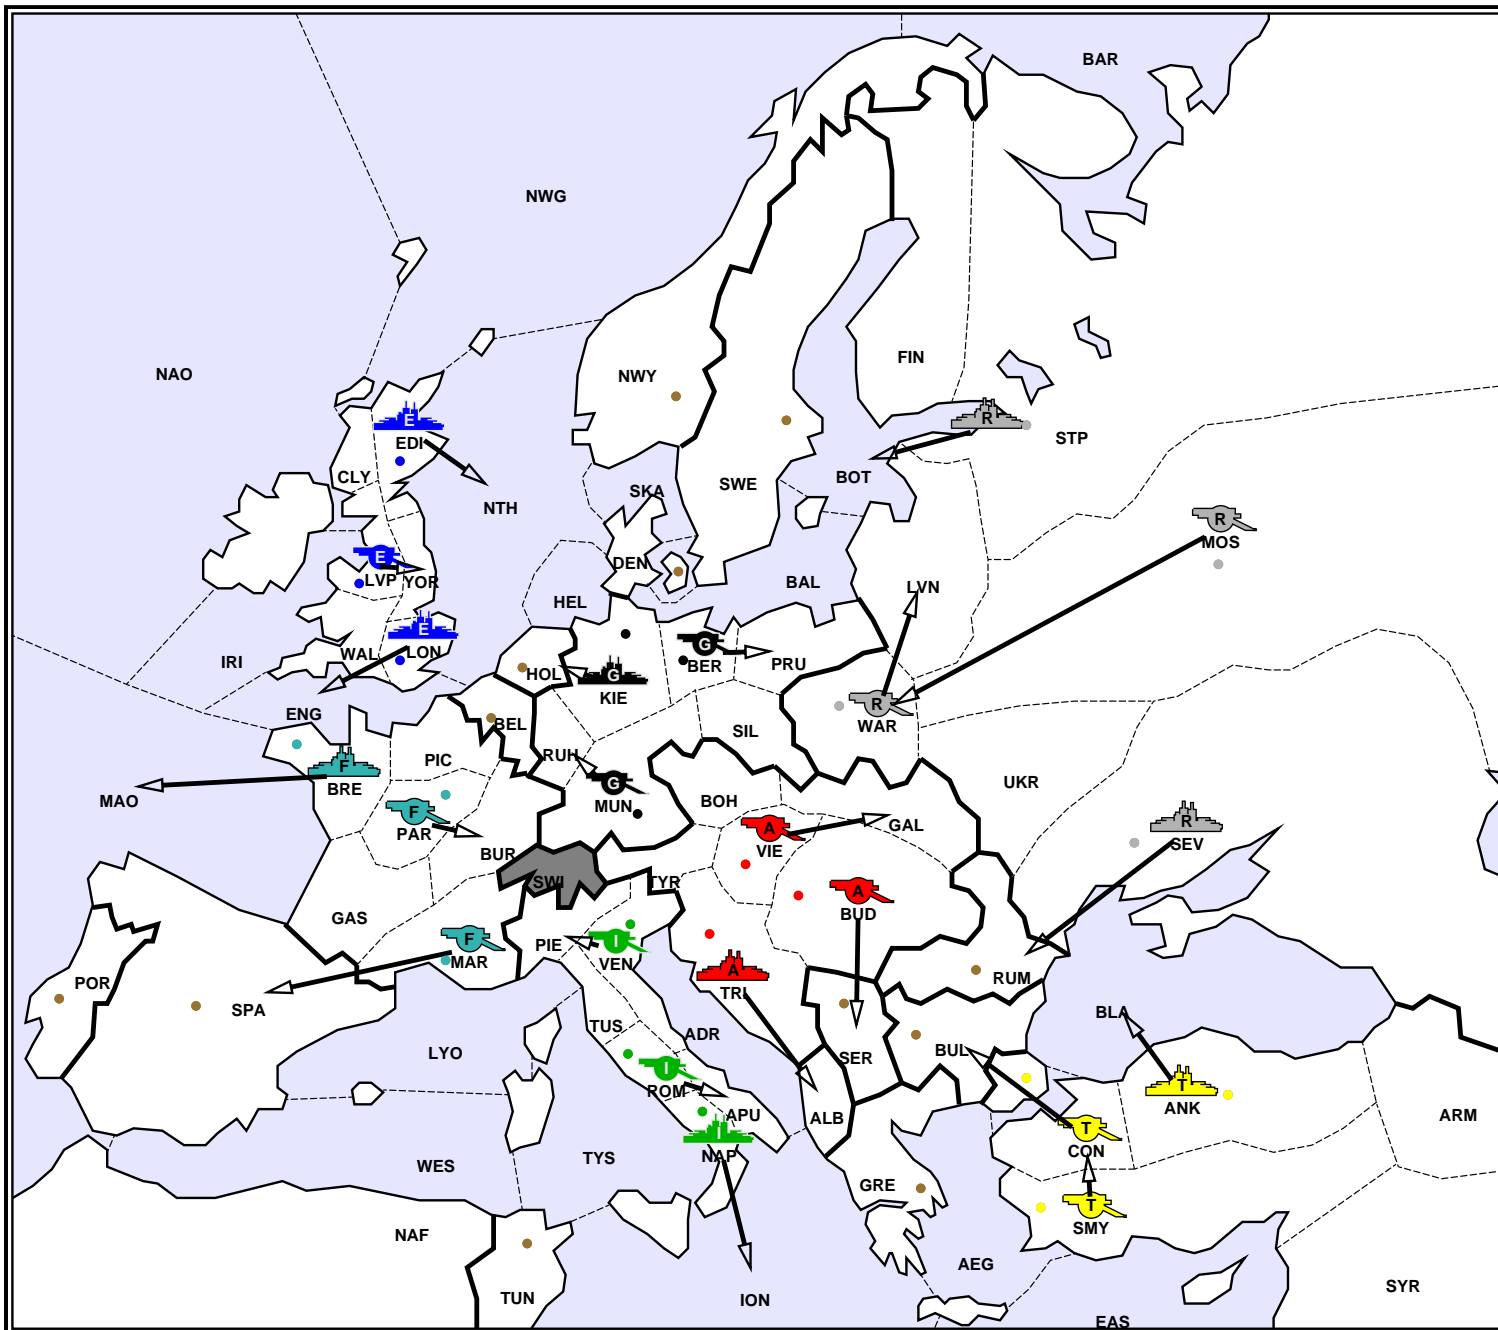 BAR
NWG
NAO
FIN
NWY
E
R
EDI
STP
CLY
BOT
SWE
SKA
NTH
R
MOS
E
LVP YOR
DEN
BAL
LVN
HEL
E
G
WAL
LON
IRI
BER
PRU
HOL
G
KIE
R
WAR
ENG
BEL
SIL
RUH
PIC
F
BRE
G
MUN
BOH
UKR
MAO
F
PAR
A
VIE
GAL
R
SEV
BUR
SWI
TYR
A
BUD
GAS
F
MAR
PIE
I
VEN
A
TRI
POR
SPA
RUM
BLA
TUS
ADR
LYO
SER
BUL
I
ROM
T
ANK
APU
ALB
ARM
I
NAP
T
CON
WES
TYS
GRE
T
SMY
NAF
AEG
SYR
TUN
ION
EAS